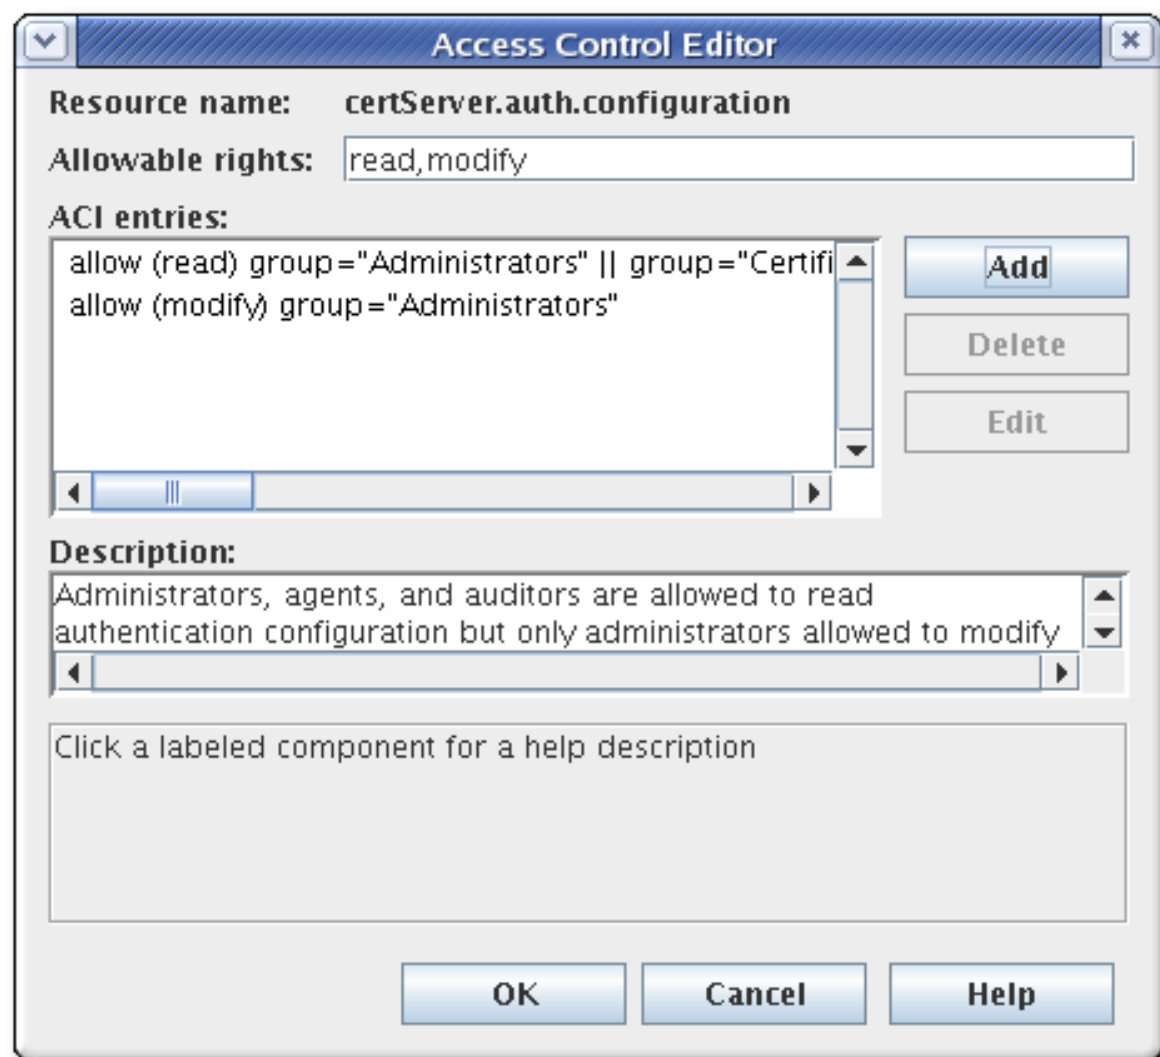 Access Control Editor
Resource name: certServer.auth.configuration
Allowable rights: read,modify
ACI entries:
allow (read) group="Administrators" || group="Certifi
allow (modify) group="Administrators"
Add
Delete
Edit
Description:
Administrators, agents, and auditors are allowed to read
authentication configuration but only administrators allowed to modify
Click a labeled component for a help description
OK Cancel Help